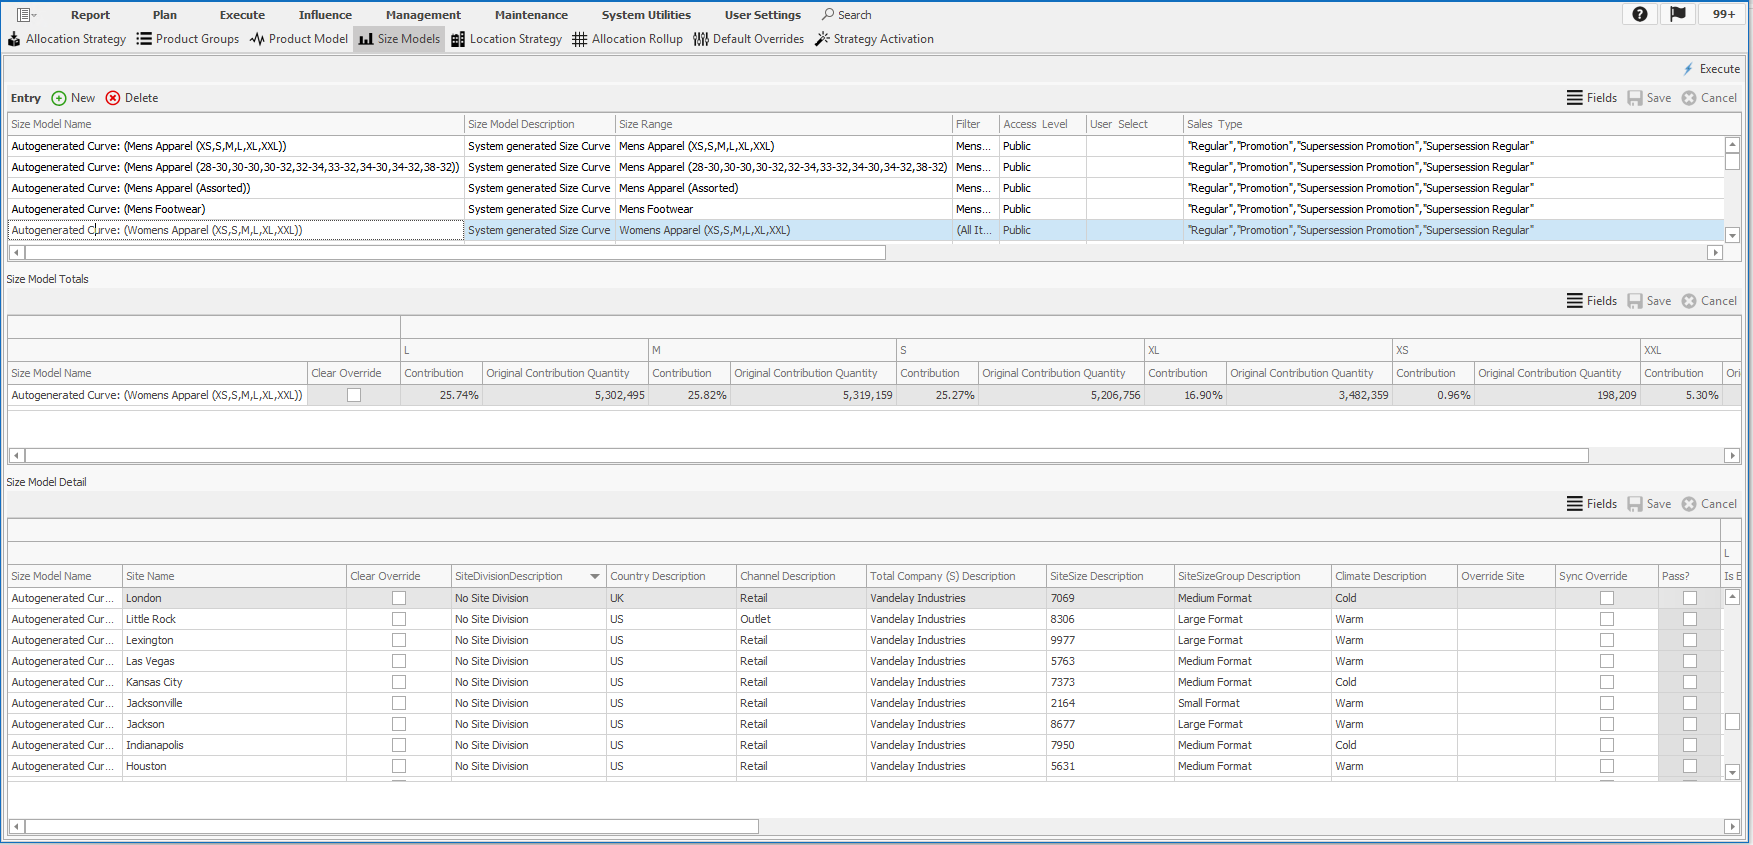 Report Plan Execute Influence Management Maintenance System Utilities User Settings Search 99+
Allocation Strategy Product Groups Product Model Size Models Location Strategy Allocation Rollup Default Overrides Strategy Activation
Execute
Entry New Delete Fields Save Cancel
Size Model Name Size Model Description Size Range Filter Access Level User Select Sales Type
Autogenerated Curve: (Mens Apparel (XS,S,M,L,XL,XXL)) System generated Size Curve Mens Apparel (XS,S,M,L,XL,XXL) Mens... Public "Regular","Promotion","Supersession Promotion","Supersession Regular"
Autogenerated Curve: (Mens Apparel (28-30,30-30,30-32,32-34,33-32,34-30,34-32,38-32)) System generated Size Curve Mens Apparel (28-30,30-30,30-32,32-34,33-32,34-30,34-32,38-32) Mens... Public "Regular","Promotion","Supersession Promotion","Supersession Regular"
Autogenerated Curve: (Mens Apparel (Assorted)) System generated Size Curve Mens Apparel (Assorted) Mens... Public "Regular","Promotion","Supersession Promotion","Supersession Regular"
Autogenerated Curve: (Mens Footwear) System generated Size Curve Mens Footwear Mens... Public "Regular","Promotion","Supersession Promotion","Supersession Regular"
Autogenerated Curve: (Womens Apparel (XS,S,M,L,XL,XXL)) System generated Size Curve Womens Apparel (XS,S,M,L,XL,XXL) (All It... Public "Regular","Promotion","Supersession Promotion","Supersession Regular"
Size Model Totals
Fields Save Cancel
L M S XL XS XXL
Size Model Name Clear Override Contribution Original Contribution Quantity Contribution Original Contribution Quantity Contribution Original Contribution Quantity Contribution Original Contribution Quantity Contribution Original Contribution Quantity Contribution Ori
Autogenerated Curve: (Womens Apparel (XS,S,M,L,XL,XXL)) 25.74% 5,302,495 25.82% 5,319,159 25.27% 5,206,756 16.90% 3,482,359 0.96% 198,209 5.30%
Size Model Detail
Fields Save Cancel
L
Size Model Name Site Name Clear Override SiteDivisionDescription Country Description Channel Description Total Company (S) Description SiteSize Description SiteSizeGroup Description Climate Description Override Site Sync Override Pass? Is E
Autogenerated Cur... London No Site Division UK Retail Vandelay Industries 7069 Medium Format Cold
Autogenerated Cur... Little Rock No Site Division US Outlet Vandelay Industries 8306 Large Format Warm
Autogenerated Cur... Lexington No Site Division US Retail Vandelay Industries 9977 Large Format Warm
Autogenerated Cur... Las Vegas No Site Division US Retail Vandelay Industries 5763 Medium Format Warm
Autogenerated Cur... Kansas City No Site Division US Retail Vandelay Industries 7373 Medium Format Cold
Autogenerated Cur... Jacksonville No Site Division US Retail Vandelay Industries 2164 Small Format Warm
Autogenerated Cur... Jackson No Site Division US Retail Vandelay Industries 8677 Large Format Warm
Autogenerated Cur... Indianapolis No Site Division US Retail Vandelay Industries 7950 Medium Format Cold
Autogenerated Cur... Houston No Site Division US Retail Vandelay Industries 5631 Medium Format Warm